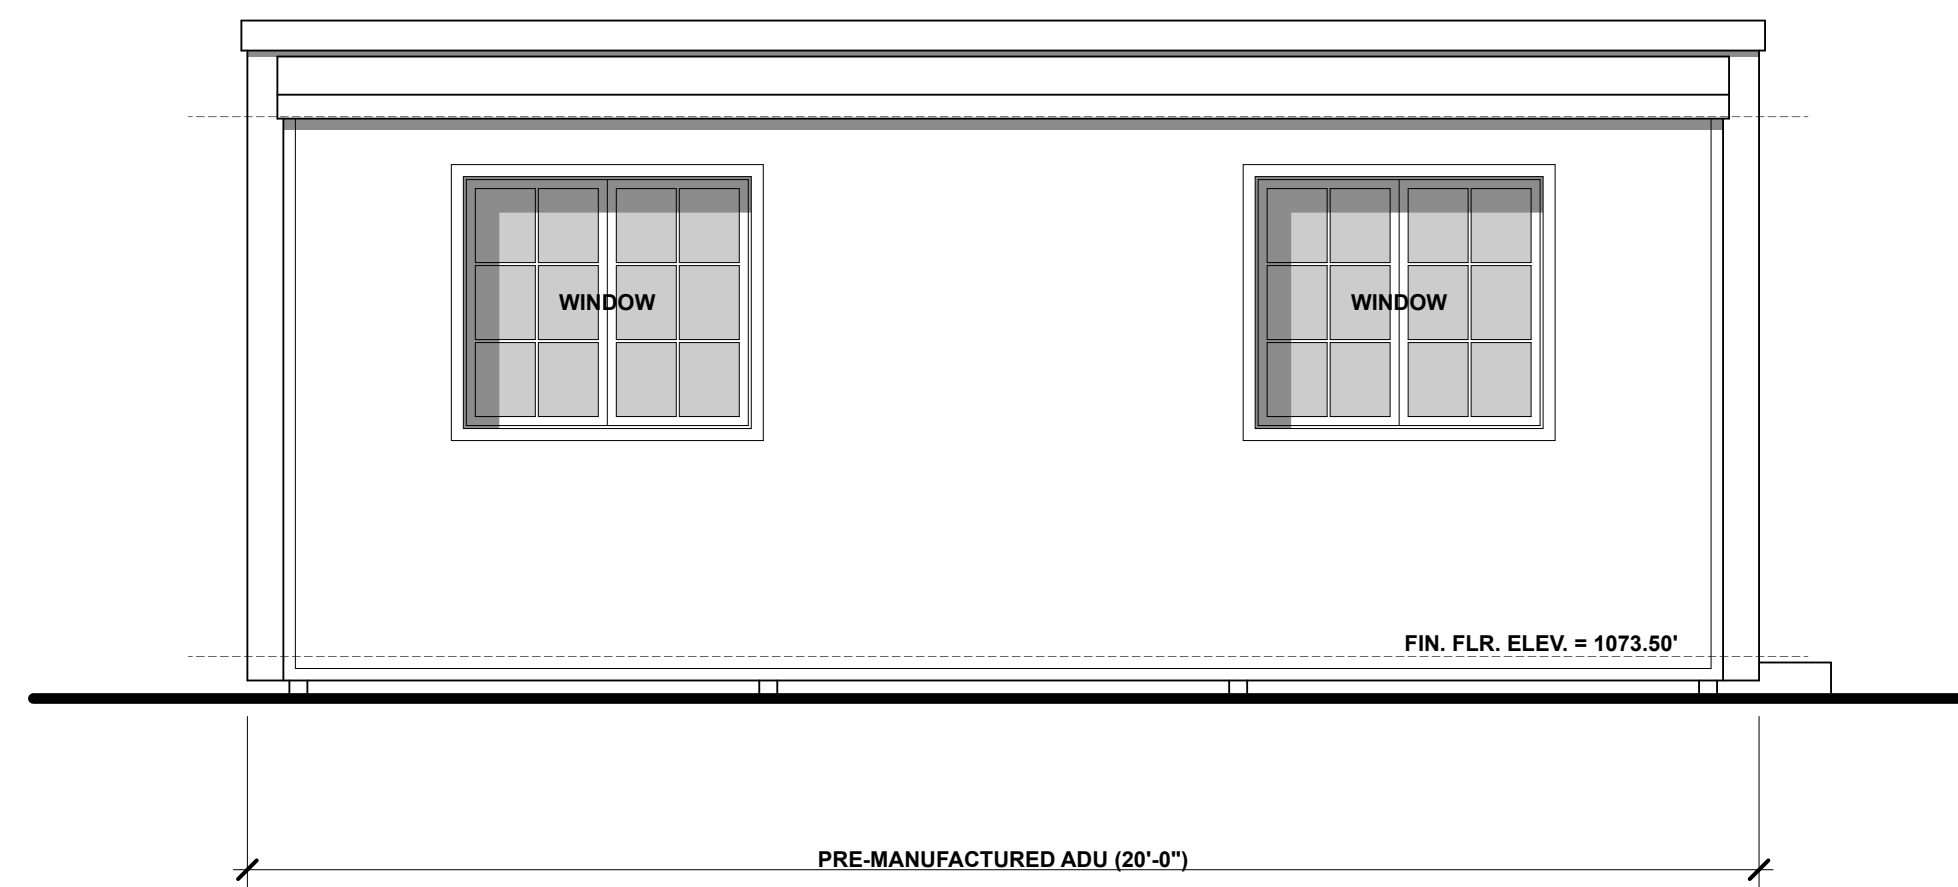 WINDOW
WINDOW
FIN. FLR. ELEV. = 1073.50'
PRE-MANUFACTURED ADU (20'-0")